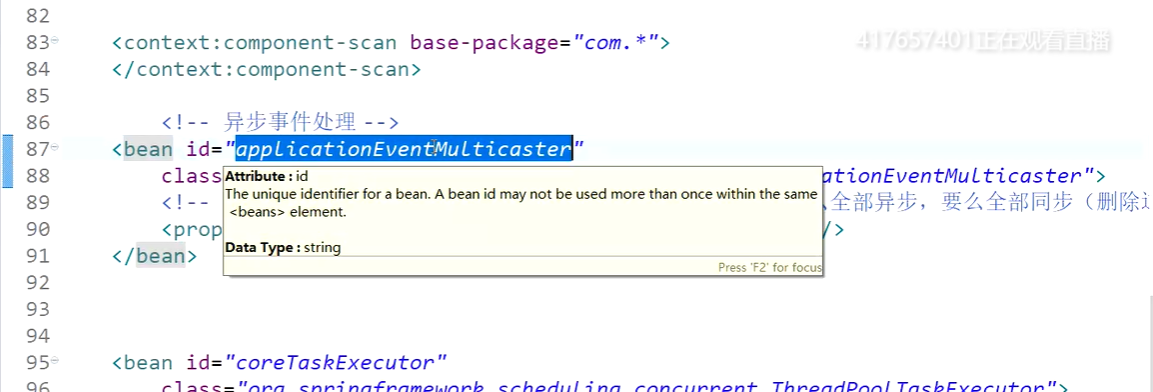 82
83 <context:component-scan base-package="com.*">
417657401正在观看直播
84 </context:component-scan>
85
86 <!-- 异步事件处理 -->
87 <bean id="applicationEventMulticaster"
88 class ationEventMulticaster">
Attribute : id
The unique identifier for a bean. A bean id may not be used more than once within the same
<beans> element.
Data Type : string
Press 'F2' for focus
89 <!-- 全部异步，要么全部同步（删除
90 <prop />
91 </bean>
92
93
94
95 <bean id="coreTaskExecutor"
96 class="org.springframework.scheduling.concurrent.ThreadPoolTaskExecutor">